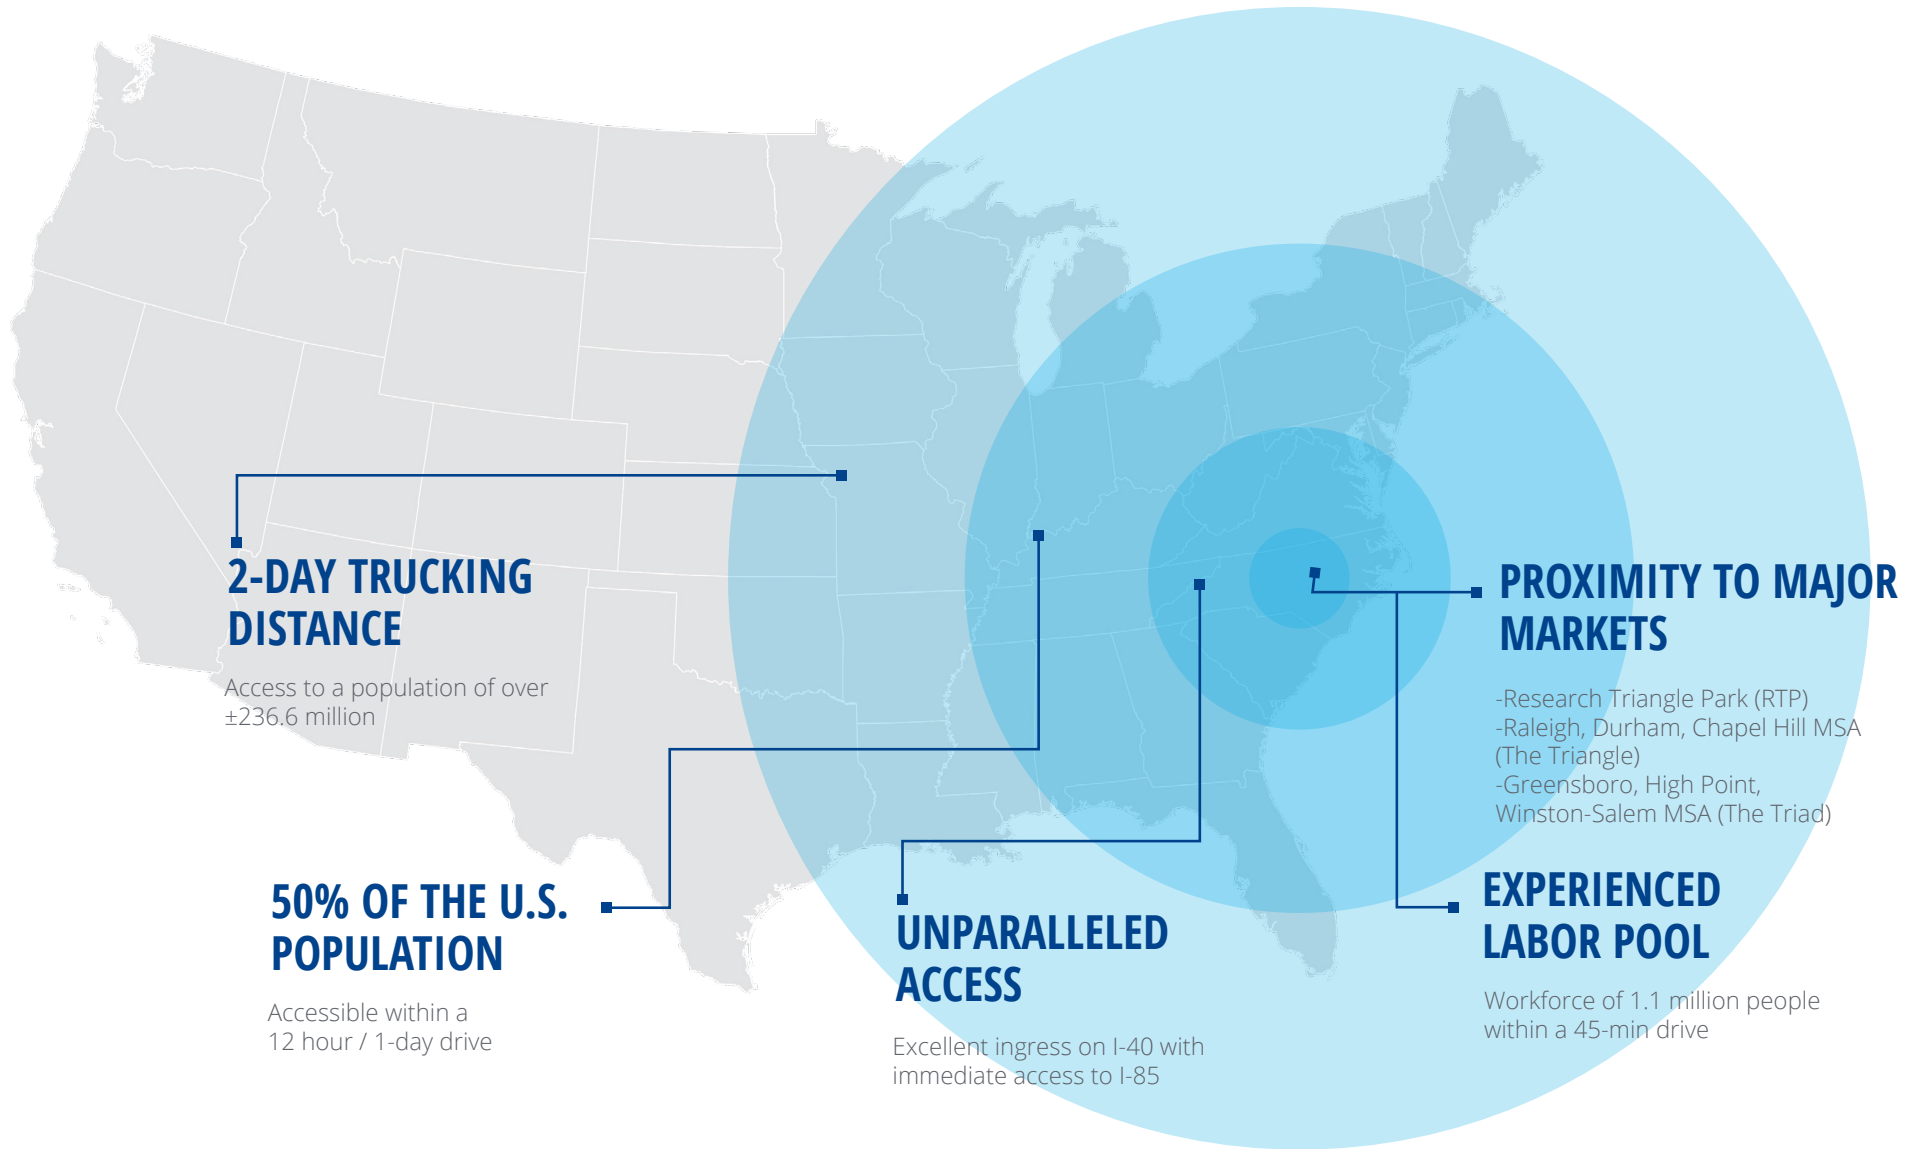 2-DAY TRUCKING
DISTANCE
Access to a population of over
±236.6 million
50% OF THE U.S.
POPULATION
Accessible within a
12 hour / 1-day drive
UNPARALLELED
ACCESS
Excellent ingress on I-40 with
immediate access to I-85
PROXIMITY TO MAJOR
MARKETS
-Research Triangle Park (RTP)
-Raleigh, Durham, Chapel Hill MSA
(The Triangle)
-Greensboro, High Point,
Winston-Salem MSA (The Triad)
EXPERIENCED
LABOR POOL
Workforce of 1.1 million people
within a 45-min drive